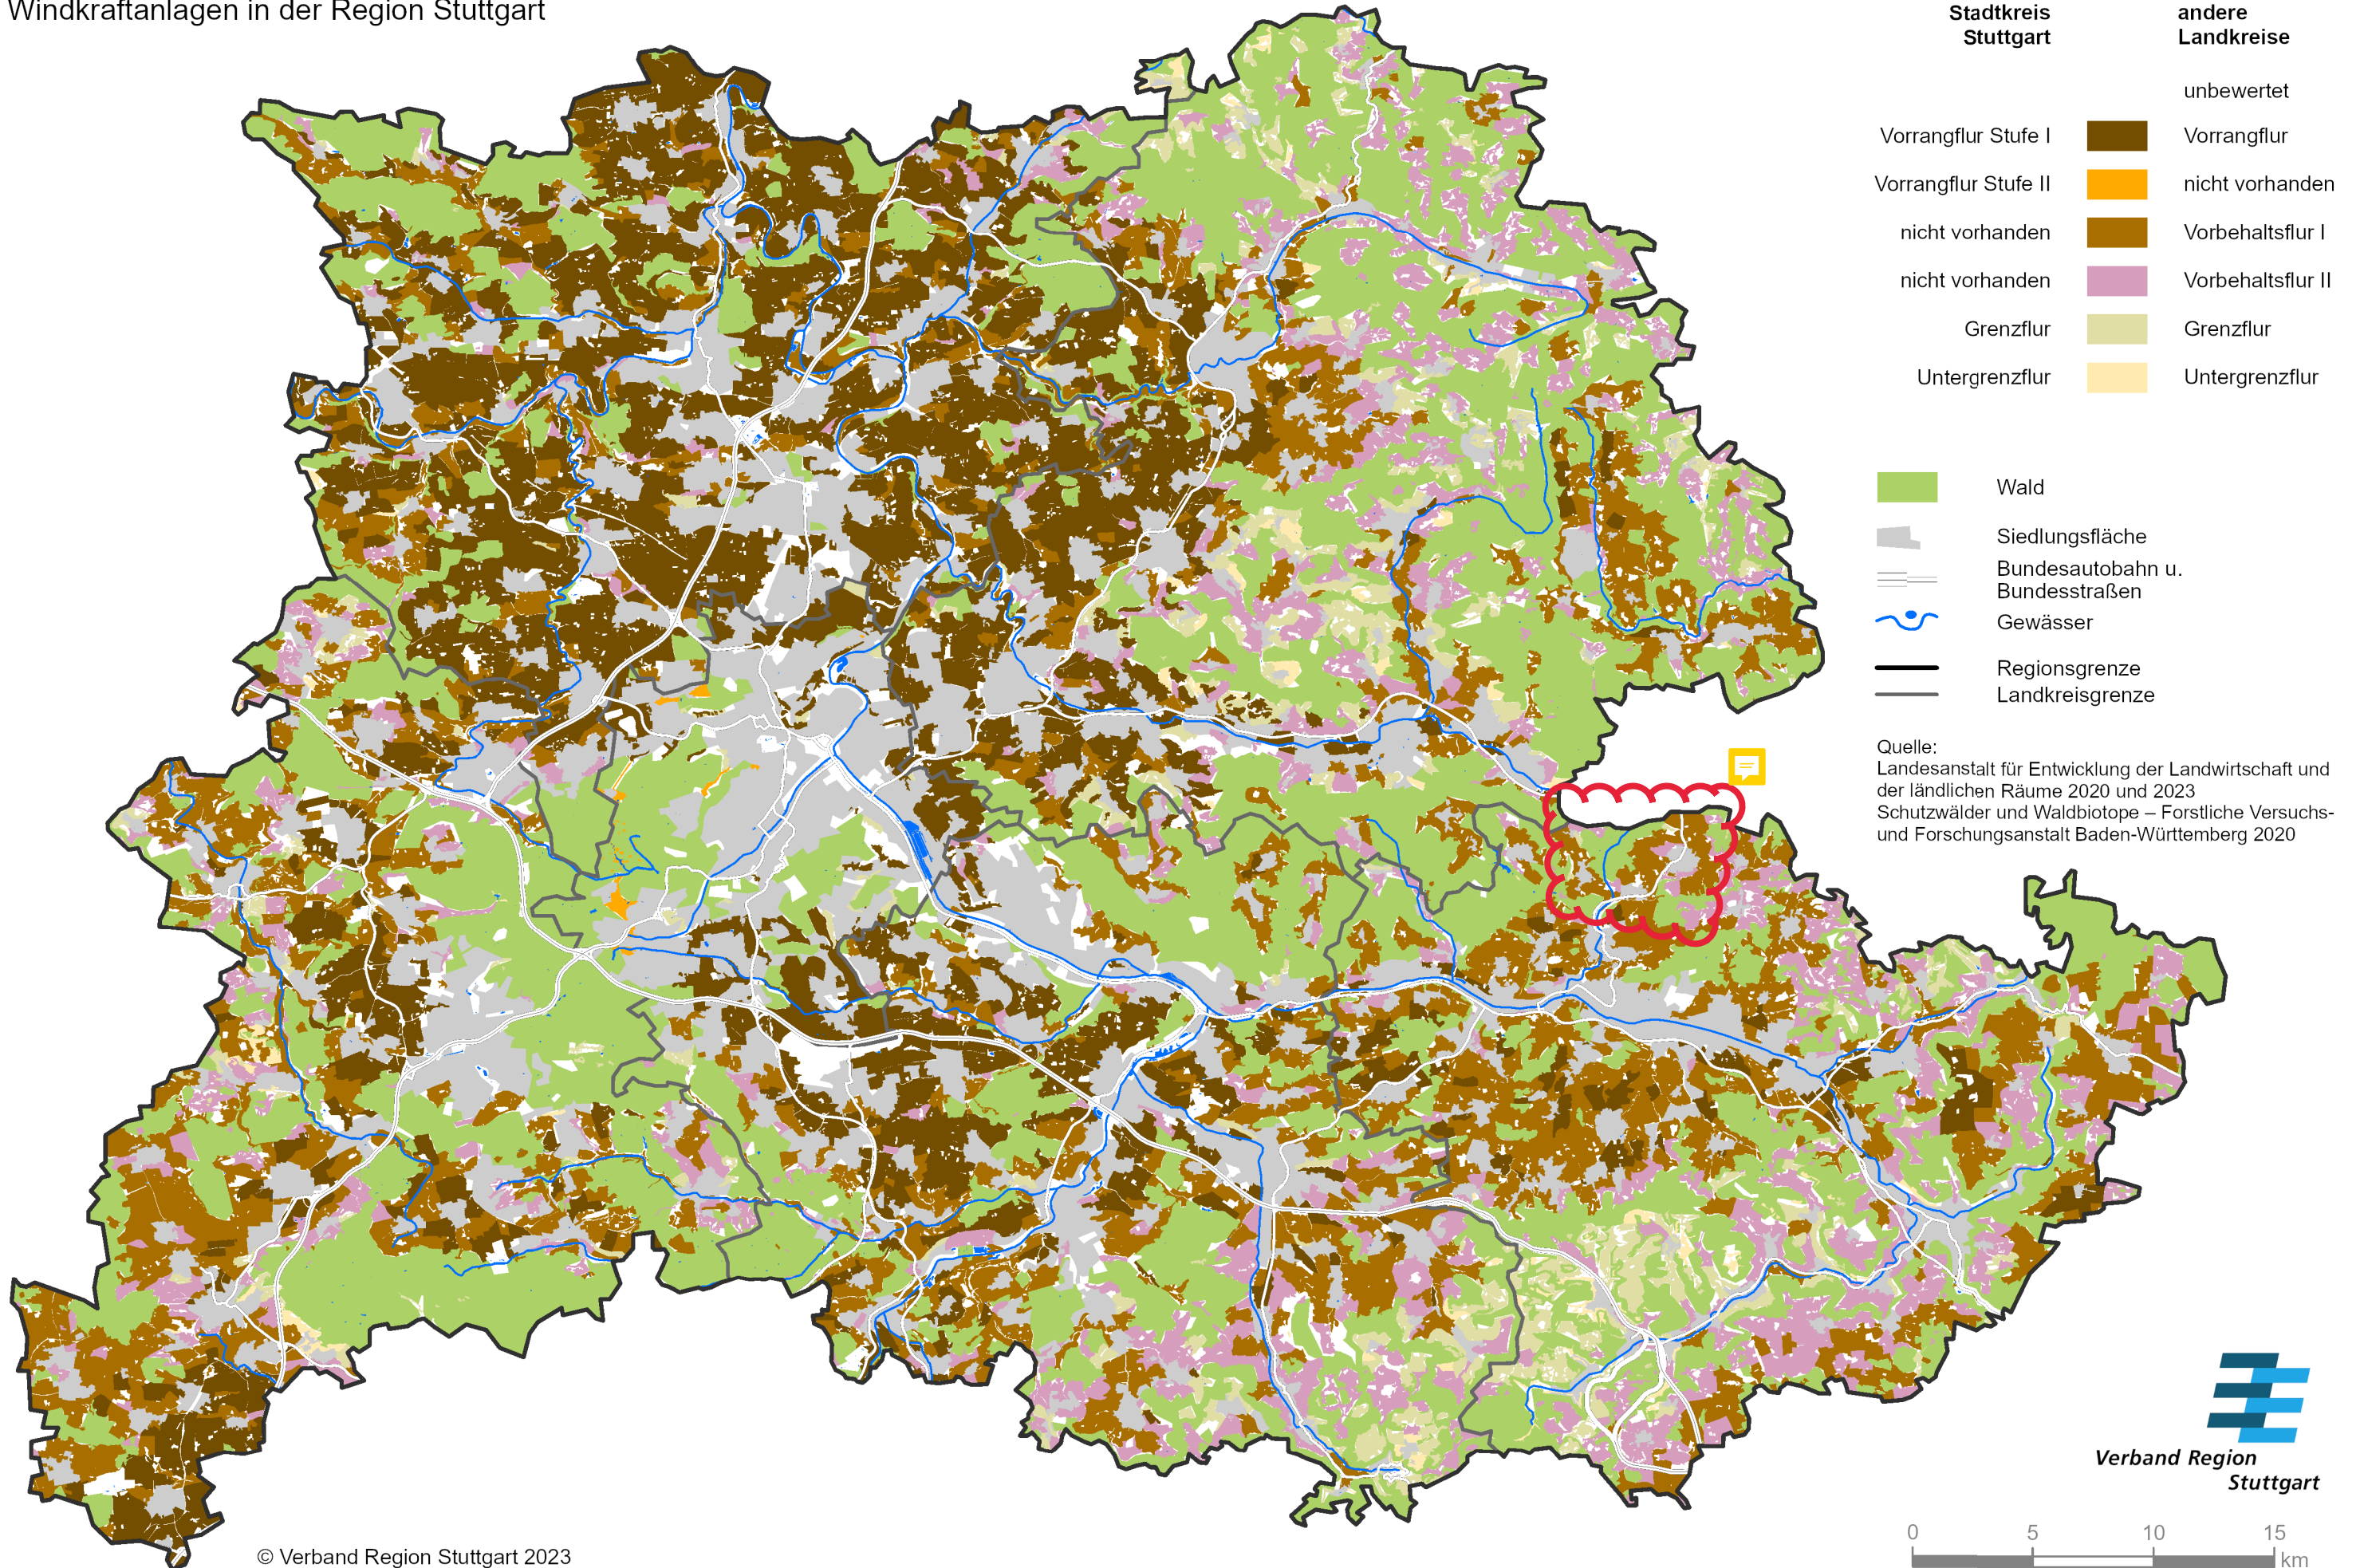 Windkraftanlagen in der Region Stuttgart
Stadtkreis
Stuttgart
andere
Landkreise
unbewertet
Vorrangflur Stufe I
Vorrangflur
Vorrangflur Stufe II
nicht vorhanden
nicht vorhanden
Vorbehaltsflur I
nicht vorhanden
Vorbehaltsflur II
Grenzflur
Grenzflur
Untergrenzflur
Untergrenzflur
Wald
Siedlungsfläche
Bundesautobahn u.
Bundesstraßen
Gewässer
Regionsgrenze
Landkreisgrenze
Quelle:
Landesanstalt für Entwicklung der Landwirtschaft und
der ländlichen Räume 2020 und 2023
Schutzwälder und Waldbiotope – Forstliche Versuchs-
und Forschungsanstalt Baden-Württemberg 2020
Verband Region
Stuttgart
0 5 10 15
km
© Verband Region Stuttgart 2023